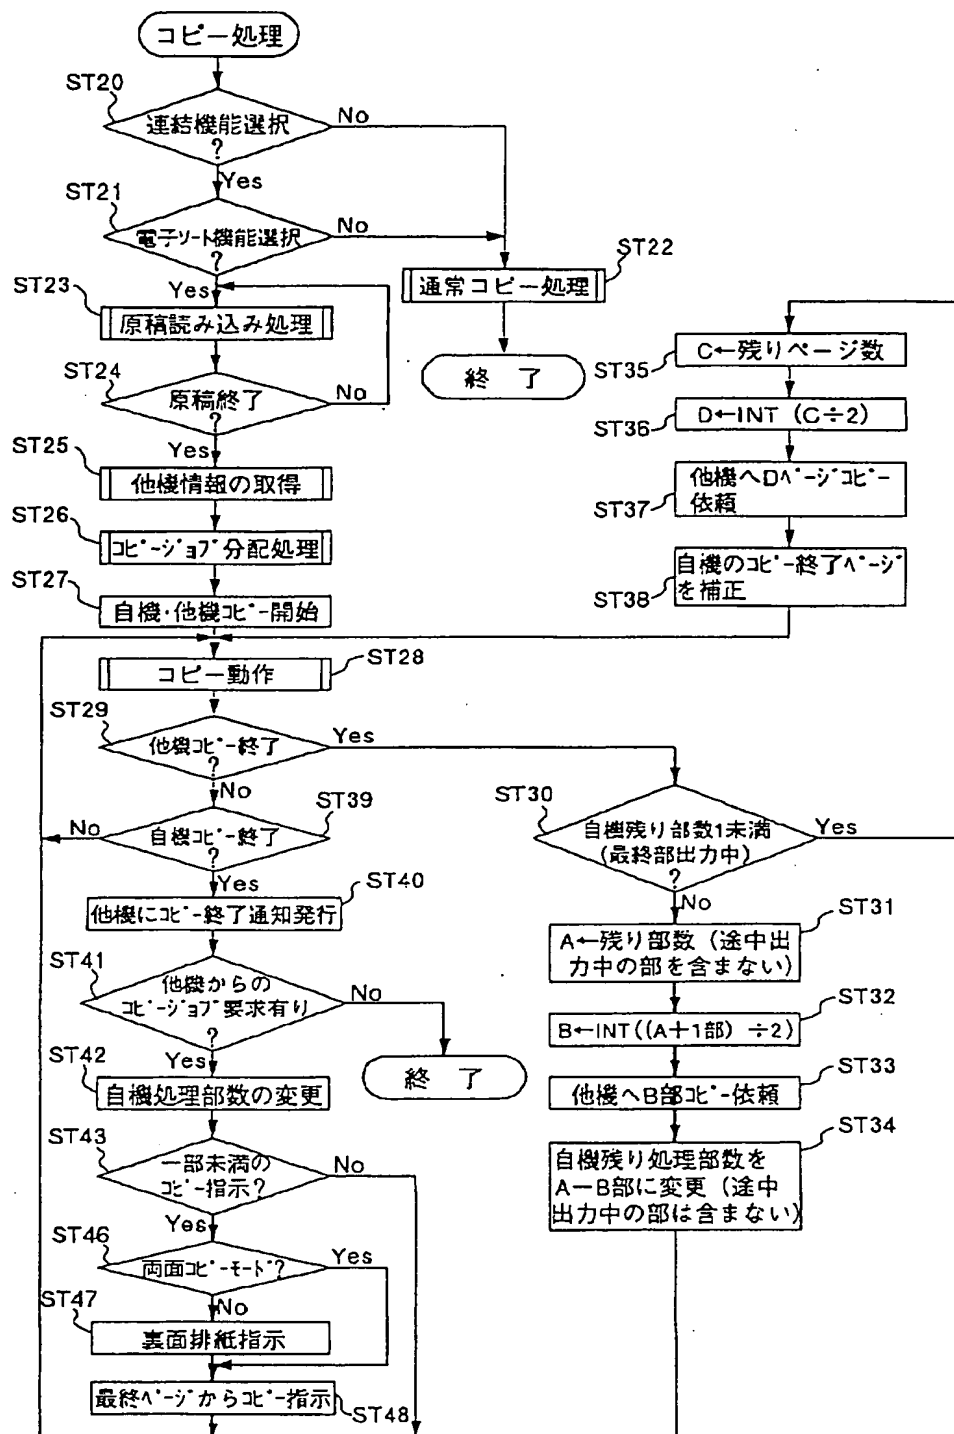 コピー処理
ST20
連結機能選択
?
No
Yes
ST21
電子ソート機能選択
?
No
Yes
ST22
通常コピー処理
終 了
ST23
原稿読み込み処理
ST24
原稿終了
?
No
Yes
ST25
他機情報の取得
ST26
コピージョブ分配処理
ST27
自機・他機コピー開始
ST28
コピー動作
ST29
他機コピー終了
?
Yes
No
ST39
自機コピー終了
?
No
Yes
ST40
他機にコピー終了通知発行
ST41
他機からの
コピージョブ要求有り
?
No
Yes
終 了
ST42
自機処理部数の変更
ST43
一部未満の
コピー指示?
No
Yes
ST46
両面コピーモード?
Yes
No
ST47
裏面排紙指示
最終ページからコピー指示
ST48
ST30
自機残り部数1未満
(最終部出力中)
?
Yes
No
ST31
A←残り部数(途中出
力中の部を含まない)
ST32
B←INT((A+1部)÷2)
ST33
他機へB部コピー依頼
ST34
自機残り処理部数を
A-B部に変更(途中
出力中の部は含まない)
ST35
C←残りページ数
ST36
D←INT(C÷2)
ST37
他機へDページコピー
依頼
ST38
自機のコピー終了ページ
を補正